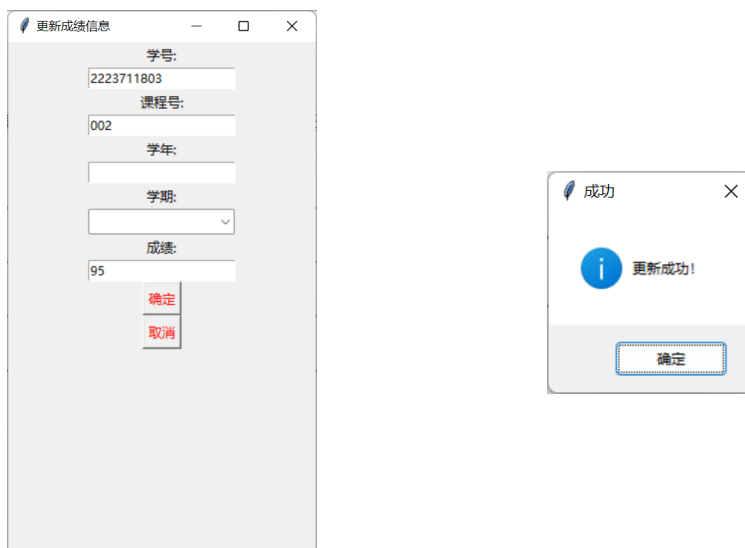 更新成绩信息
学号:
2223711803
课程号:
002
学年:
学期:
成绩:
95
确定
取消
成功
更新成功!
确定